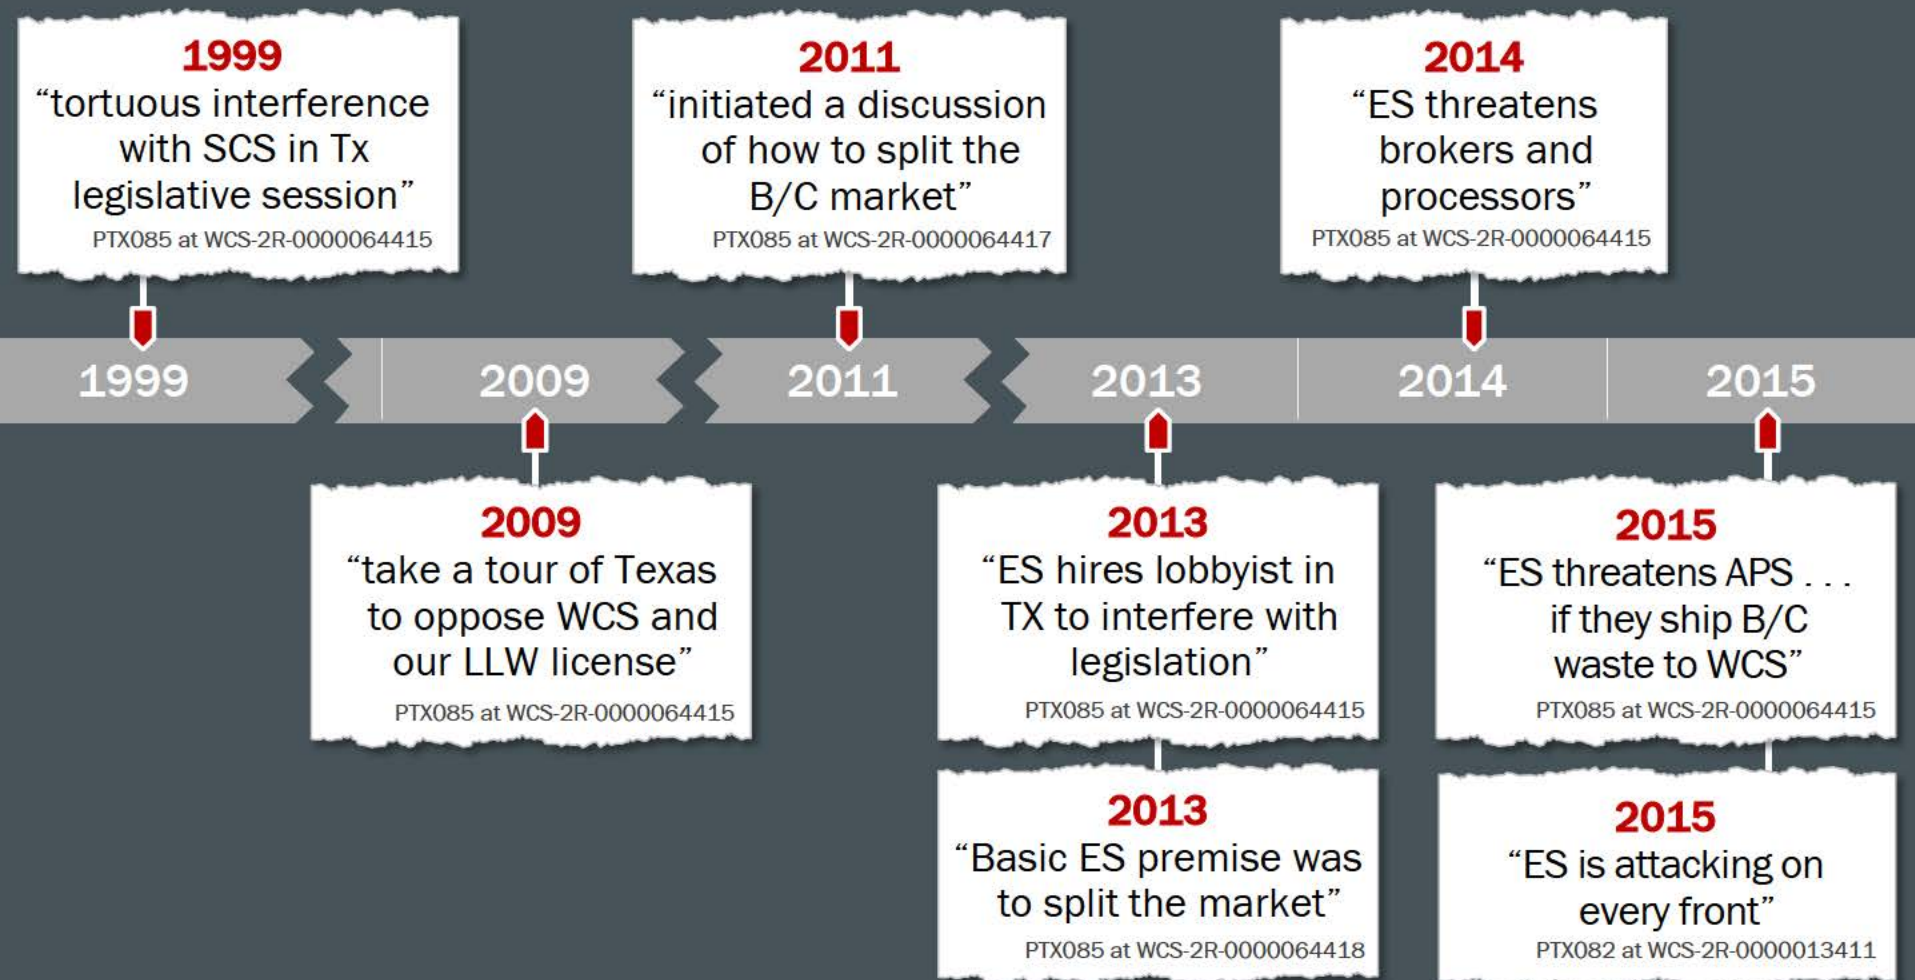 1999
“tortuous interference
with SCS in Tx
legislative session”
PTX085 at WCS-2R-0000064415
2011
“initiated a discussion
of how to split the
B/C market”
PTX085 at WCS-2R-0000064417
2014
“ES threatens
brokers and
processors”
PTX085 at WCS-2R-0000064415
1999
2009
2011
2013
2014
2015
2009
“take a tour of Texas
to oppose WCS and
our LLW license”
PTX085 at WCS-2R-0000064415
2013
“ES hires lobbyist in
TX to interfere with
legislation”
PTX085 at WCS-2R-0000064415
2015
“ES threatens APS . . .
if they ship B/C
waste to WCS”
PTX085 at WCS-2R-0000064415
2013
“Basic ES premise was
to split the market”
PTX085 at WCS-2R-0000064418
2015
“ES is attacking on
every front”
PTX082 at WCS-2R-0000013411